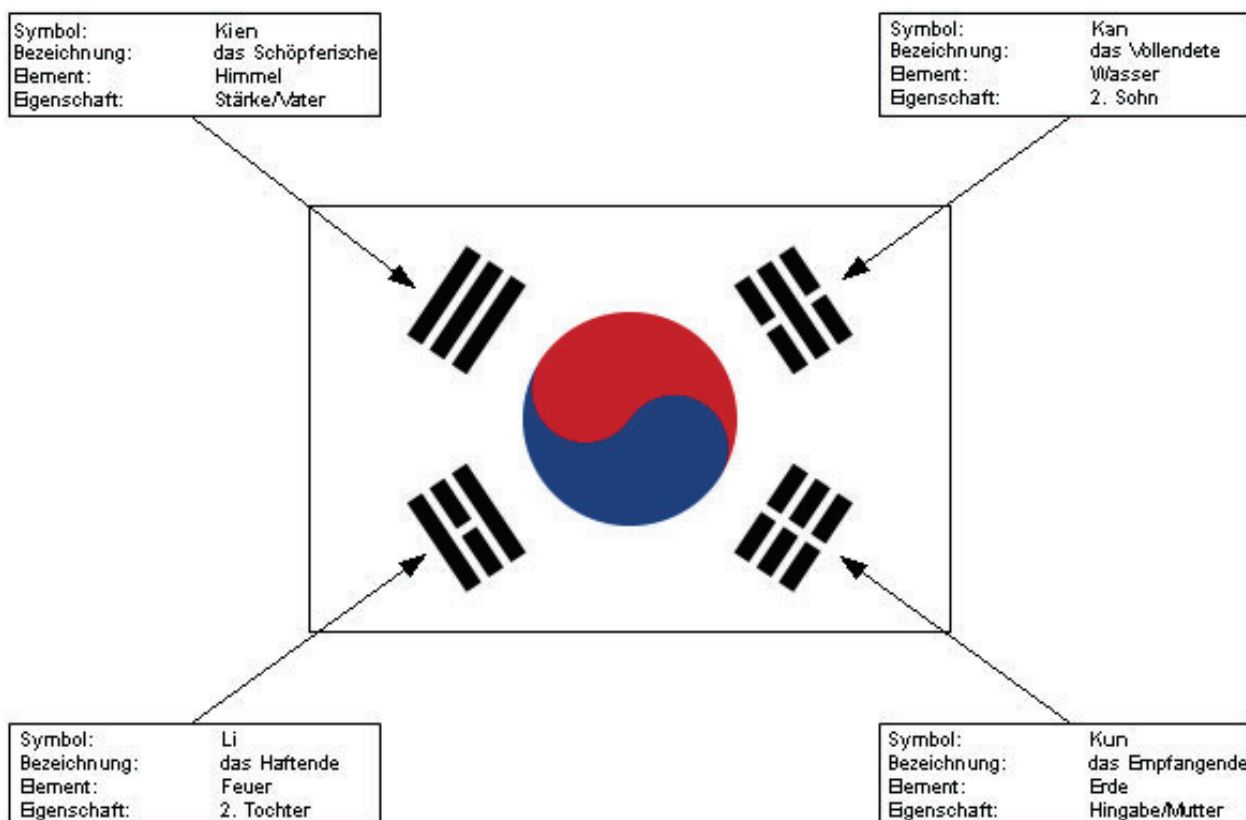 Symbol: Kien
Bezeichnung: das Schöpferische
Element: Himmel
Eigenschaft: Stärke/Vater
Symbol: Kan
Bezeichnung: das Vollendete
Element: Wasser
Eigenschaft: 2. Sohn
Symbol: Li
Bezeichnung: das Haftende
Element: Feuer
Eigenschaft: 2. Tochter
Symbol: Kun
Bezeichnung: das Empfangende
Element: Erde
Eigenschaft: Hingabe/Mutter